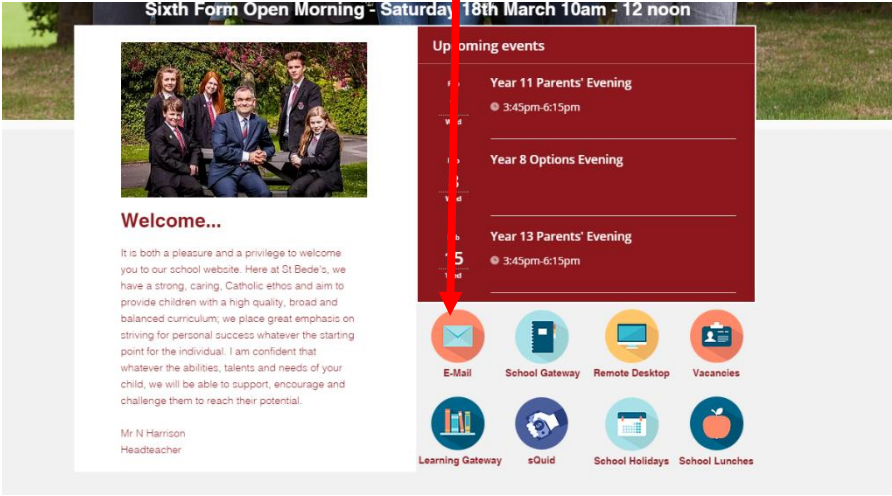 Sixth Form Open Morning - Saturday 18th March 10am - 12 noon
Welcome...
It is both a pleasure and a privilege to welcome
you to our school website. Here at St Bede's, we
have a strong, caring, Catholic ethos and aim to
provide children with a high quality, broad and
balanced curriculum; we place great emphasis on
striving for personal success whatever the starting
point for the individual. I am confident that
whatever the abilities, talents and needs of your
child, we will be able to support, encourage and
challenge them to reach their potential.
Mr N Harrison
Headteacher
Upcoming events
Year 11 Parents' Evening
3:45pm-6:15pm
Wed
Year 8 Options Evening
Wed
Year 13 Parents' Evening
15
3:45pm-6:15pm
Wed
E-Mail
School Gateway
Remote Desktop
Vacancies
Learning Gateway
sQuid
School Holidays
School Lunches